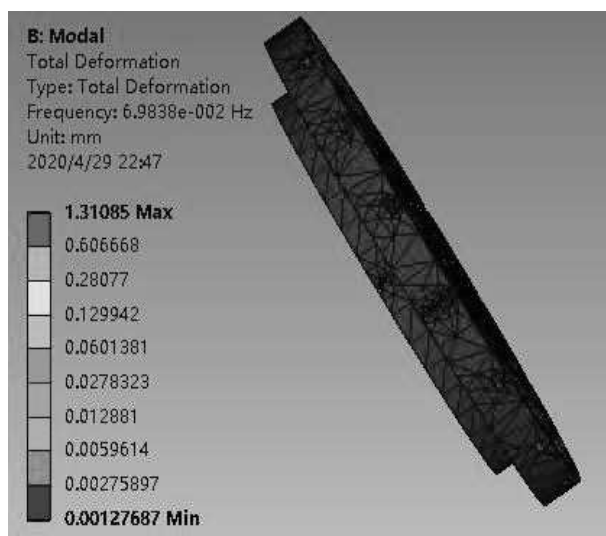 B: Modal
Total Deformation
Type: Total Deformation
Frequency: 6.9838e-002 Hz
Unit: mm
2020/4/29 22:47
1.31085 Max
0.606668
0.28077
0.129942
0.0601381
0.0278323
0.012881
0.0059614
0.00275897
0.00127687 Min